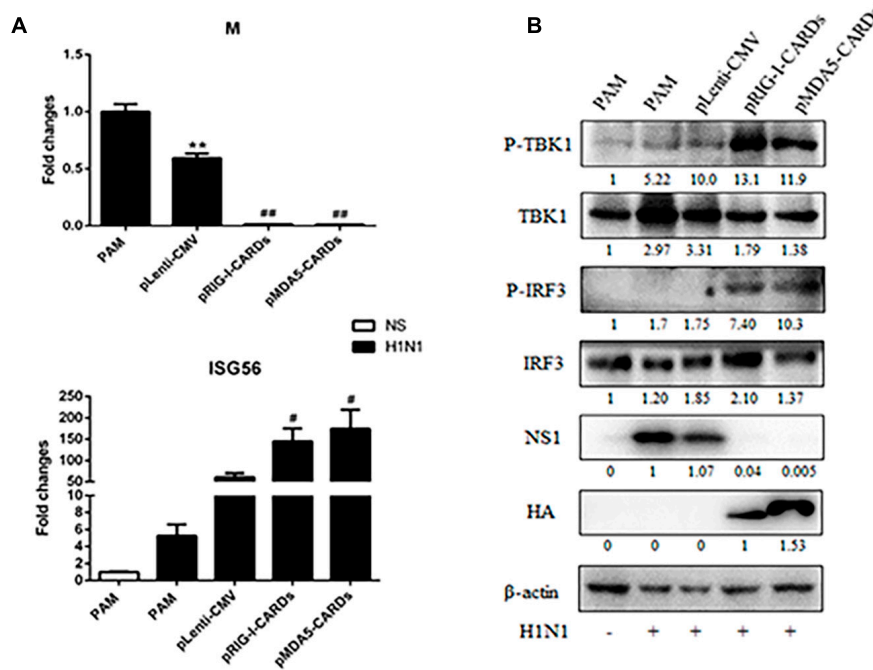 A
M
Fold changes
1.0
0.5
0.0
**
##
##
PAM
pLenti-CMV
pRIG-I-CARDs
pMDA5-CARDs
NS
H1N1
ISG56
Fold changes
250
200
150
100
50
10
8
6
4
2
0
#
#
PAM
PAM
pLenti-CMV
pRIG-I-CARDs
pMDA5-CARDs
B
PAM
PAM
pLenti-CMV
pRIG-I-CARDs
pMDA5-CARDs
P-TBK1
1 5.22 10.0 13.1 11.9
TBK1
1 2.97 3.31 1.79 1.38
P-IRF3
1 1.7 1.75 7.40 10.3
IRF3
1 1.20 1.85 2.10 1.37
NS1
0 1 1.07 0.04 0.005
HA
0 0 0 1 1.53
β-actin
H1N1 - + + + +